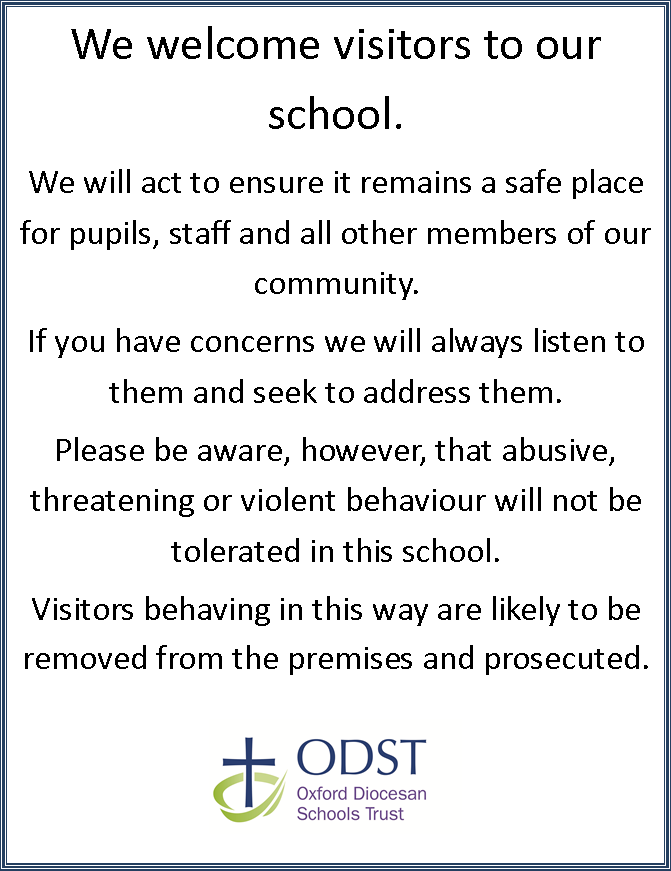 We welcome visitors to our
school.
We will act to ensure it remains a safe place
for pupils, staff and all other members of our
community.
If you have concerns we will always listen to
them and seek to address them.
Please be aware, however, that abusive,
threatening or violent behaviour will not be
tolerated in this school.
Visitors behaving in this way are likely to be
removed from the premises and prosecuted.
ODST
Oxford Diocesan
Schools Trust